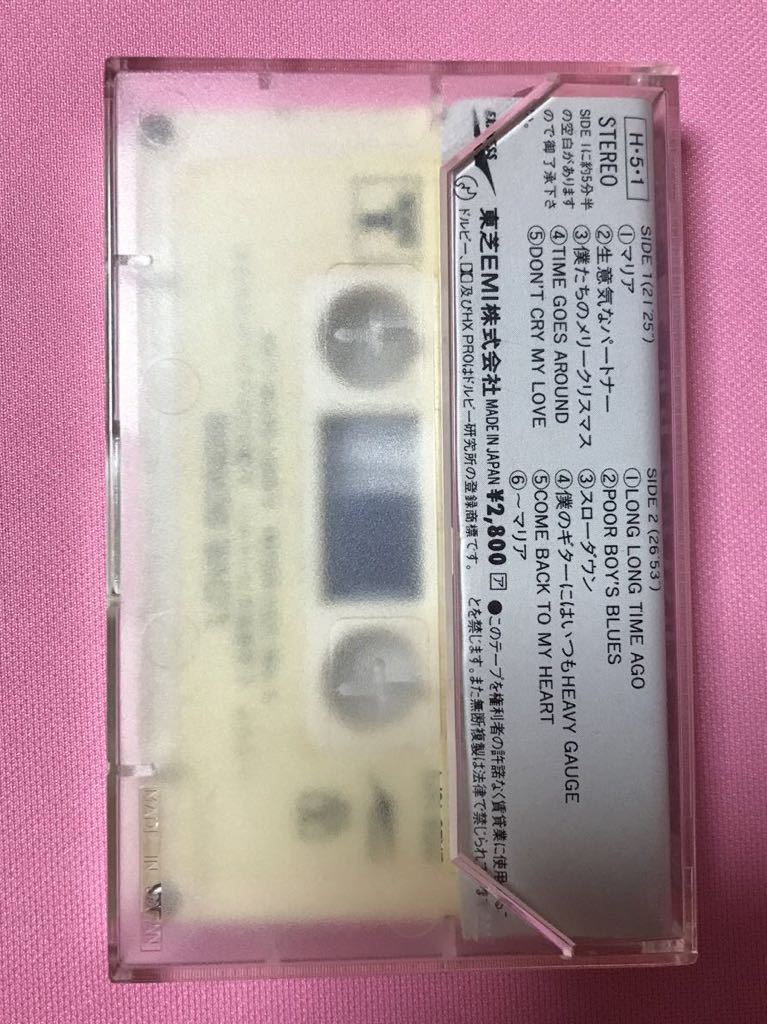 H・5・1
STEREO
SIDE 1に約5分半
の空白があります
ので御了承下さ
SIDE 1(21'25")
①マリア
②生意気なパートナー
③僕たちのメリークリスマス
④TIME GOES AROUND
⑤DON'T CRY MY LOVE
SIDE 2 (26'53")
①LONG LONG TIME AGO
②POOR BOY'S BLUES
③スローダウン
④僕のギターにはいつもHEAVY GAUGE
⑤COME BACK TO MY HEART
⑥〜マリア
東芝EMI株式会社 MADE IN JAPAN ¥2,800 ア
ドルビー、及びHX PROはドルビー研究所の登録商標です。
●このテープを権利者の許諾なく賃貸業に使用
とを禁じます。また無断複製は法律で禁じられ
MADE IN JAPAN